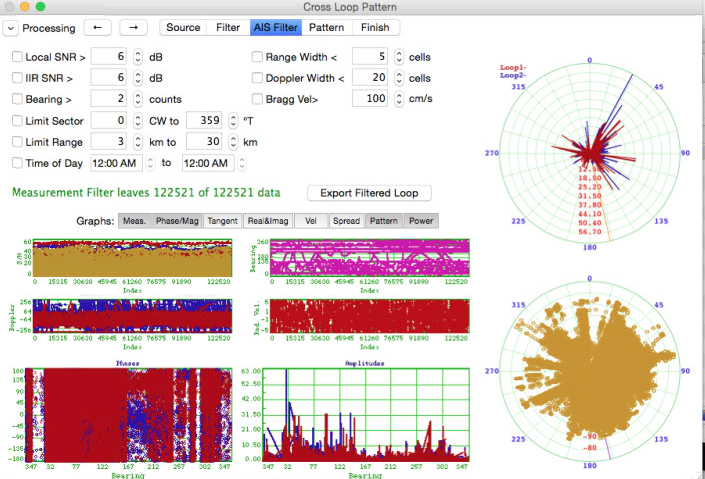 Cross Loop Pattern
Processing ← → Source Filter AIS Filter Pattern Finish
Local SNR > 6 dB Range Width < 5 cells
IIR SNR > 6 dB Doppler Width < 20 cells
Bearing > 2 counts Bragg Vel> 100 cm/s
Limit Sector 0 CW to 359 °T
Limit Range 3 km to 30 km
Time of Day 12:00 AM to 12:00 AM
Measurement Filter leaves 122521 of 122521 data Export Filtered Loop
Graphs: Meas. Phase/Mag Tangent Real&Imag Vel Spread Pattern Power
60
40
20
0
0 15315 30630 45945 61260 76575 91890 122520
Index
Bearing
360
0
0 15315 30630 45945 61260 76575 91890 122520
Index
Doppler
256
64
-64
-256
0 15315 30630 45945 61260 76575 91890 122520
Index
Rad. Vel.
5
1
-1
-5
0 15315 30630 45945 61260 76575 91890 122520
Index
Phases
180
135
90
45
0
-45
-90
-135
-180
347 32 77 122 167 212 257 302 347
Bearing
Amplitudes
63.00
52.50
42.00
31.50
21.00
10.50
0.00
347 32 77 122 167 212 257 302 347
Bearing
Loop1-
Loop2-
0
315 45
270 90
12.60
18.90
25.20
31.50
37.80
44.10
50.40
56.70
225 135
180
0
315 45
270 90
-90
-80
225 135
180